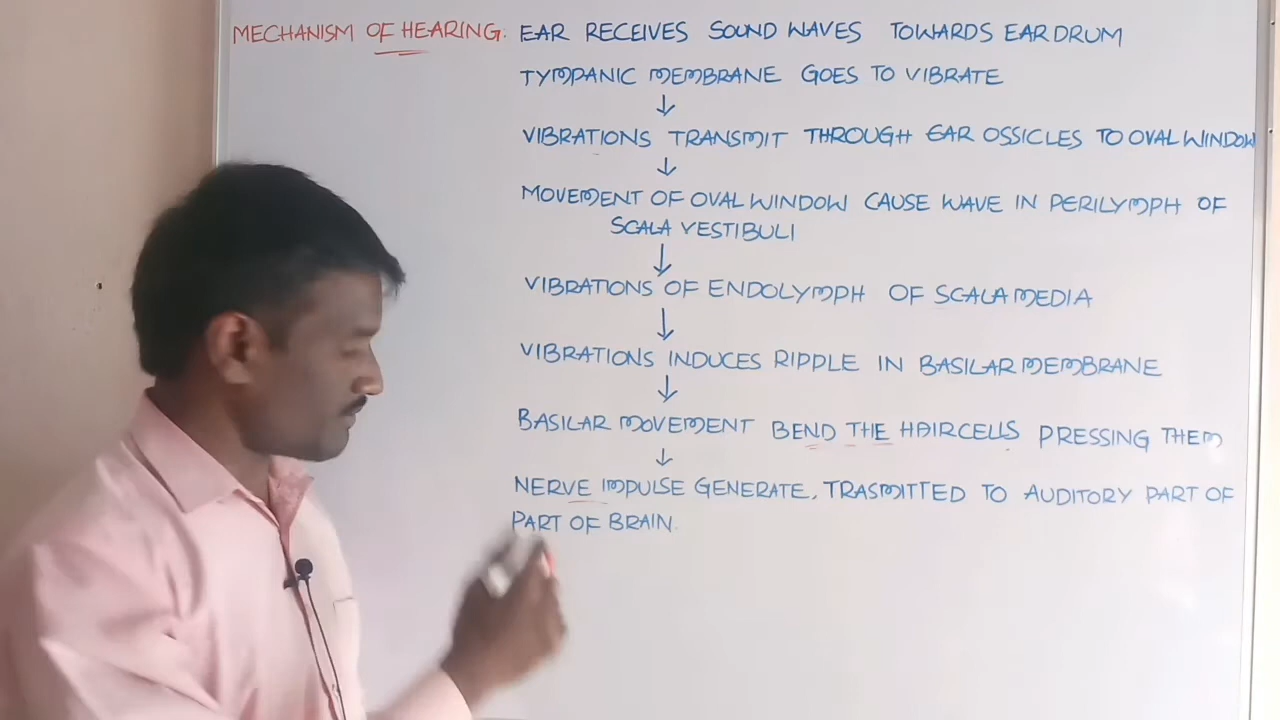 MECHANISM OF HEARING: EAR RECEIVES SOUND WAVES TOWARDS EAR DRUM
TYMPANIC MEMBRANE GOES TO VIBRATE
↓
VIBRATIONS TRANSMIT THROUGH EAR OSSICLES TO OVAL WINDOW
↓
MOVEMENT OF OVAL WINDOW CAUSE WAVE IN PERILYMPH OF
SCALA VESTIBULI
↓
VIBRATIONS OF ENDOLYMPH OF SCALA MEDIA
↓
VIBRATIONS INDUCES RIPPLE IN BASILAR MEMBRANE
↓
BASILAR MOVEMENT BEND THE HAIRCELLS PRESSING THEM
↓
NERVE IMPULSE GENERATE, TRASMITTED TO AUDITORY PART OF
PART OF BRAIN.